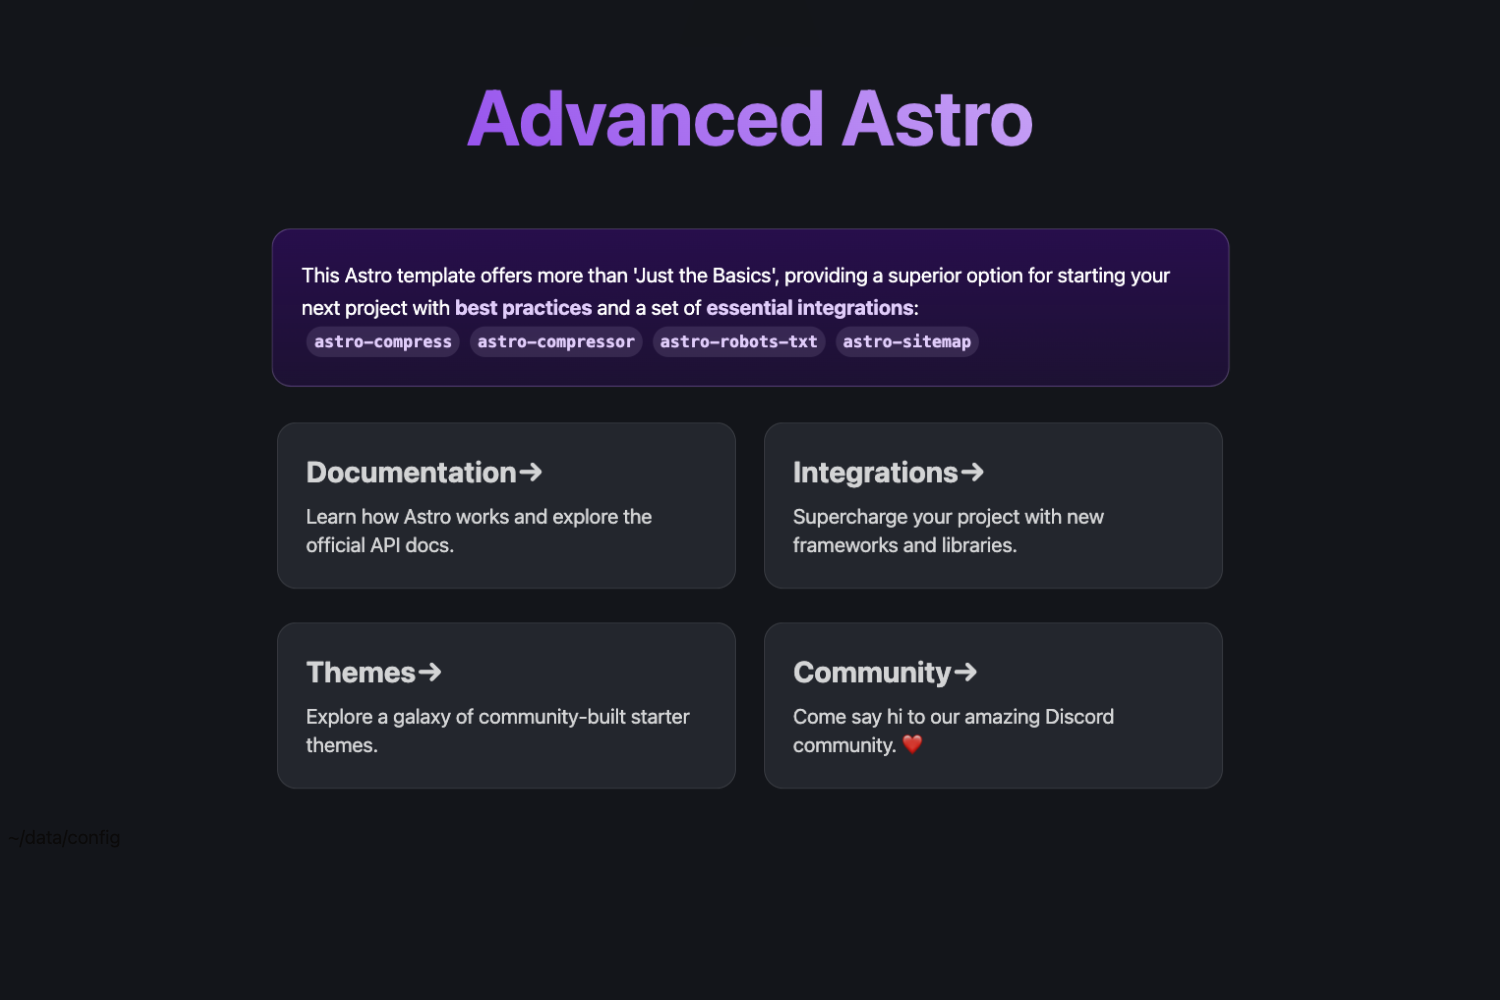 Advanced Astro
This Astro template offers more than 'Just the Basics', providing a superior option for starting your
next project with best practices and a set of essential integrations:
astro-compress astro-compressor astro-robots-txt astro-sitemap
Documentation→
Learn how Astro works and explore the
official API docs.
Integrations→
Supercharge your project with new
frameworks and libraries.
Themes→
Explore a galaxy of community-built starter
themes.
Community→
Come say hi to our amazing Discord
community. ❤️
~/data/config